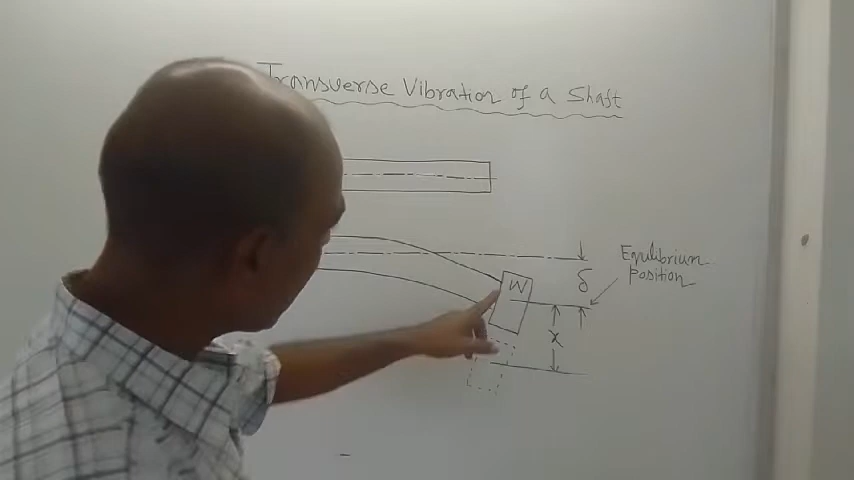 Transverse Vibration of a Shaft
Equilibrium
Position
δ
W
x